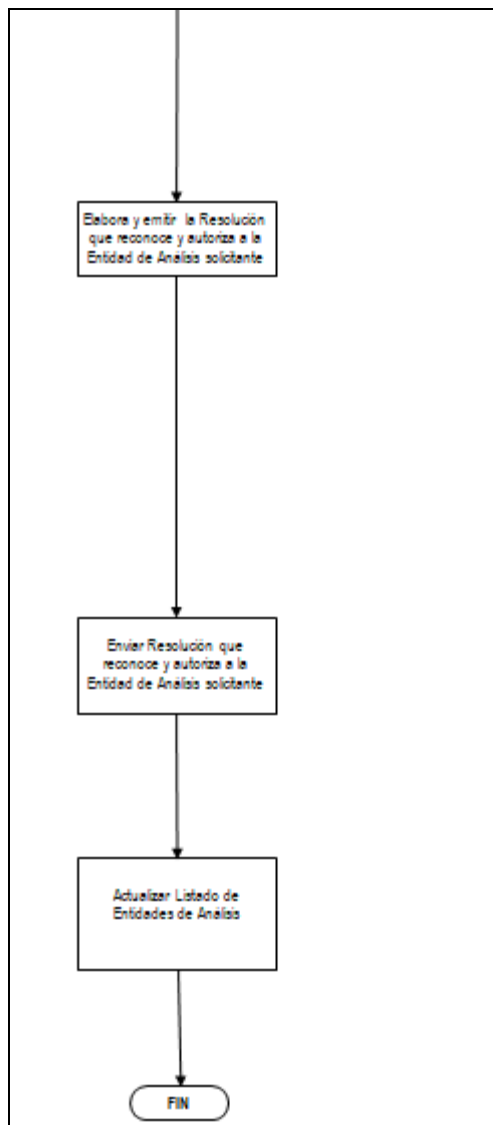 Elabora y emitir la Resolución
que reconoce y autoriza a la
Entidad de Análisis solicitante
Enviar Resolución que
reconoce y autoriza a la
Entidad de Análisis solicitante
Actualizar Listado de
Entidades de Análisis
FIN